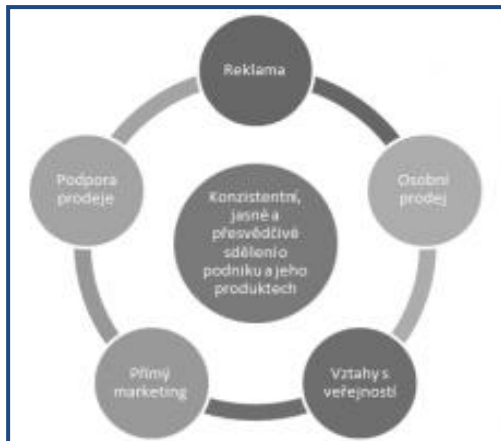 Reklama
Osobní
prodej
Vztahy s
veřejností
Přímý
marketing
Podpora
prodeje
Konzistentní,
jasné a
přesvědčivé
sdělení o
podniku a jeho
produktech